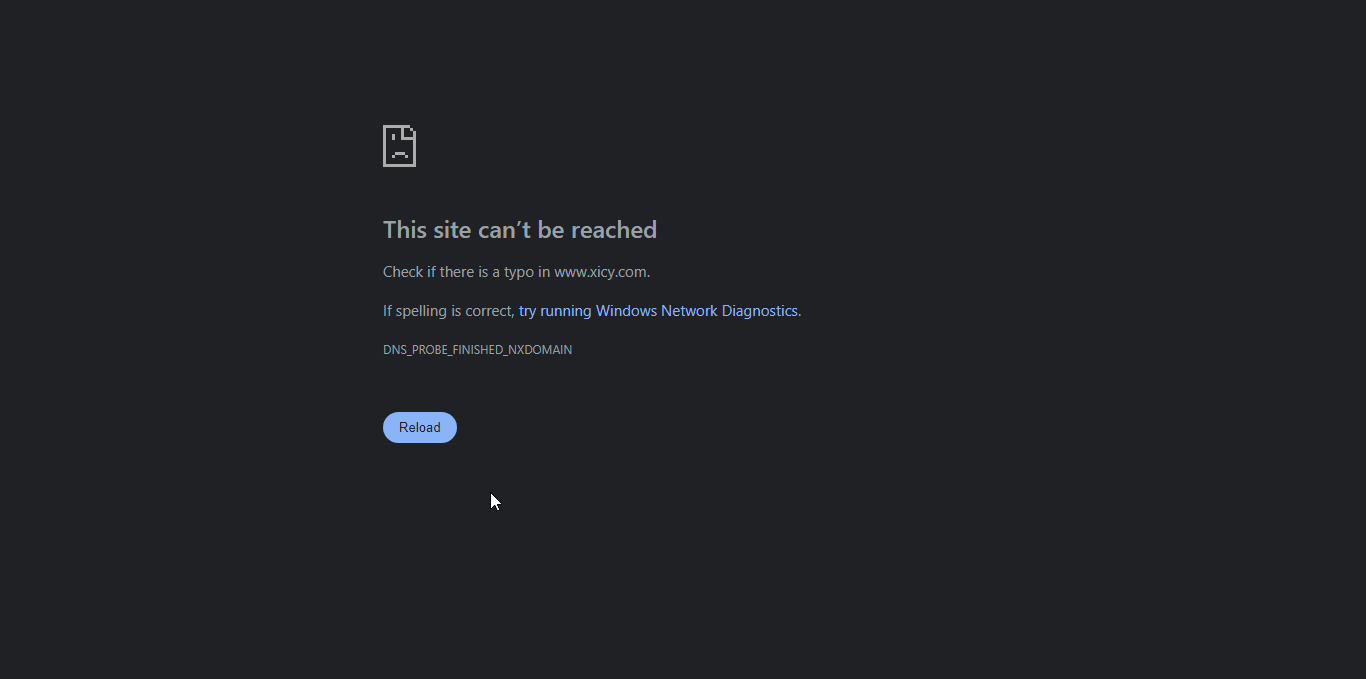 This site can’t be reached
Check if there is a typo in www.xicy.com.
If spelling is correct, try running Windows Network Diagnostics.
DNS_PROBE_FINISHED_NXDOMAIN
Reload